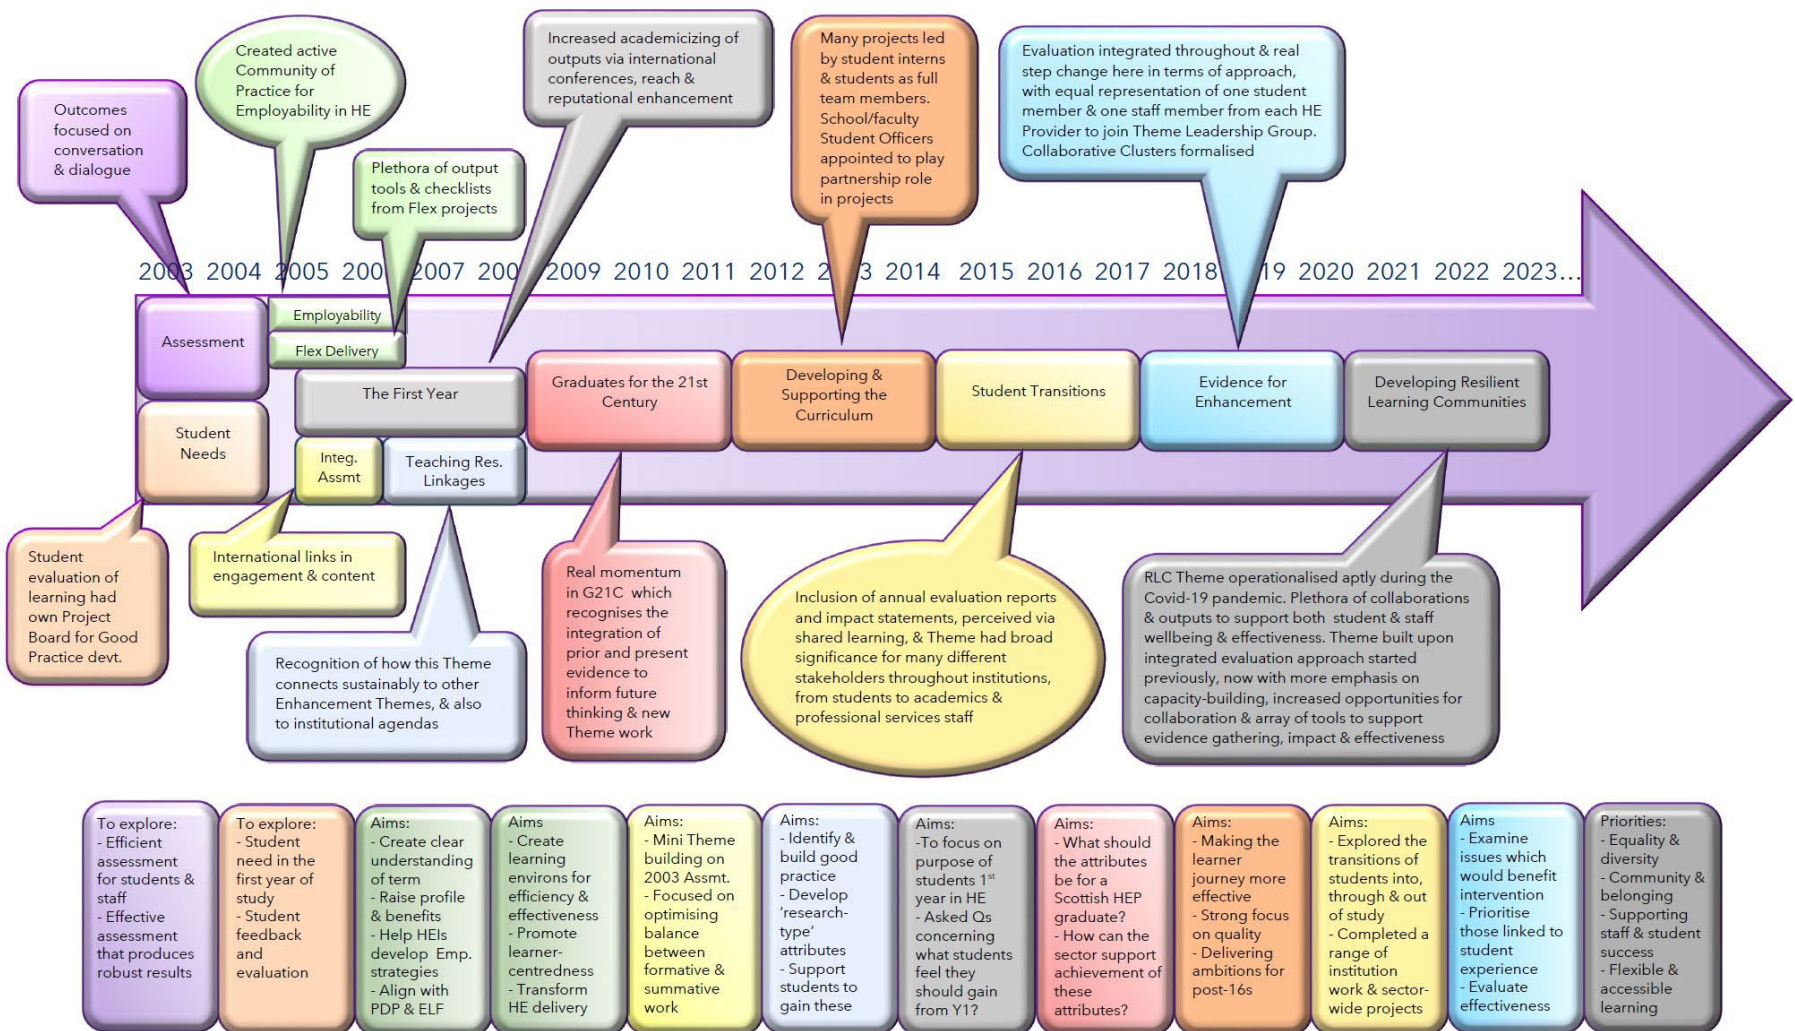 Outcomes
focused on
conversation
& dialogue
Created active
Community of
Practice for
Employability in HE
Plethora of output
tools & checklists
from Flex projects
Increased academicizing of
outputs via international
conferences, reach &
reputational enhancement
Many projects led
by student interns
& students as full
team members.
School/faculty
Student Officers
appointed to play
partnership role
in projects
Evaluation integrated throughout & real
step change here in terms of approach,
with equal representation of one student
member & one staff member from each HE
Provider to join Theme Leadership Group.
Collaborative Clusters formalised
2003 2004 2005 2006 2007 2008 2009 2010 2011 2012 2013 2014 2015 2016 2017 2018 2019 2020 2021 2022 2023...
Assessment
Student
Needs
Employability
Flex Delivery
The First Year
Integ.
Assmt
Teaching Res.
Linkages
Graduates for the 21st
Century
Developing &
Supporting the
Curriculum
Student Transitions
Evidence for
Enhancement
Developing Resilient
Learning Communities
Student
evaluation of
learning had
own Project
Board for Good
Practice devt.
International links in
engagement & content
Recognition of how this Theme
connects sustainably to other
Enhancement Themes, & also
to institutional agendas
Real momentum
in G21C which
recognises the
integration of
prior and present
evidence to
inform future
thinking & new
Theme work
Inclusion of annual evaluation reports
and impact statements, perceived via
shared learning, & Theme had broad
significance for many different
stakeholders throughout institutions,
from students to academics &
professional services staff
RLC Theme operationalised aptly during the
Covid-19 pandemic. Plethora of collaborations
& outputs to support both student & staff
wellbeing & effectiveness. Theme built upon
integrated evaluation approach started
previously, now with more emphasis on
capacity-building, increased opportunities for
collaboration & array of tools to support
evidence gathering, impact & effectiveness
To explore:
- Efficient
assessment
for students &
staff
- Effective
assessment
that produces
robust results
To explore:
- Student
need in the
first year of
study
- Student
feedback
and
evaluation
Aims:
- Create clear
understanding
of term
- Raise profile
& benefits
- Help HEIs
develop Emp.
strategies
- Align with
PDP & ELF
Aims
- Create
learning
environs for
efficiency &
effectiveness
- Promote
learner-
centredness
- Transform
HE delivery
Aims:
- Mini Theme
building on
2003 Assmt.
- Focused on
optimising
balance
between
formative &
summative
work
Aims:
- Identify &
build good
practice
- Develop
'research-
type'
attributes
- Support
students to
gain these
Aims:
-To focus on
purpose of
students 1st
year in HE
- Asked Qs
concerning
what students
feel they
should gain
from Y1?
Aims:
- What should
the attributes
be for a
Scottish HEP
graduate?
- How can the
sector support
achievement of
these
attributes?
Aims:
- Making the
learner
journey more
effective
- Strong focus
on quality
- Delivering
ambitions for
post-16s
Aims:
- Explored the
transitions of
students into,
through & out
of study
- Completed a
range of
institution
work & sector-
wide projects
Aims
- Examine
issues which
would benefit
intervention
- Prioritise
those linked to
student
experience
- Evaluate
effectiveness
Priorities:
- Equality &
diversity
- Community &
belonging
- Supporting
staff & student
success
- Flexible &
accessible
learning